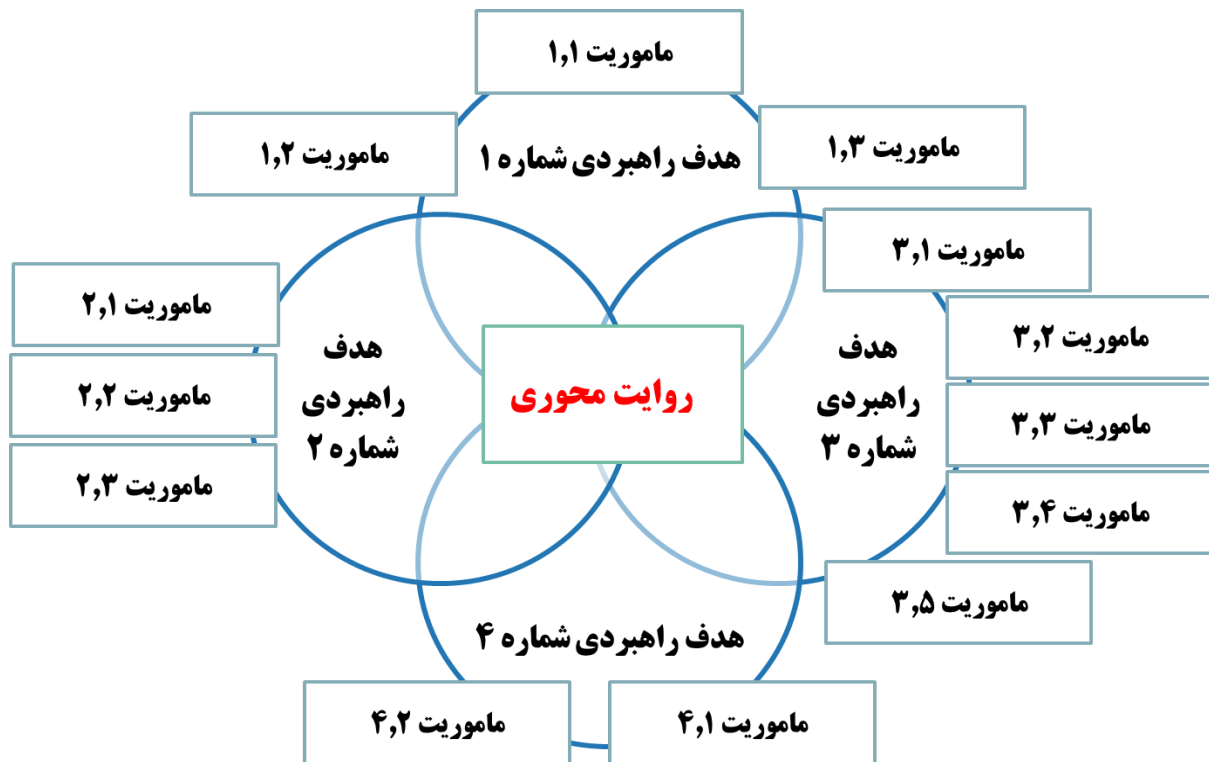 ماموریت ۱,۱
ماموریت ۱,۲
هدف راهبردی شماره ۱
ماموریت ۱,۳
ماموریت ۲,۱
ماموریت ۲,۲
ماموریت ۲,۳
هدف
راهبردی
شماره ۲
روایت محوری
هدف
راهبردی
شماره ۳
ماموریت ۳,۱
ماموریت ۳,۲
ماموریت ۳,۳
ماموریت ۳,۴
ماموریت ۳,۵
هدف راهبردی شماره ۴
ماموریت ۴,۲
ماموریت ۴,۱